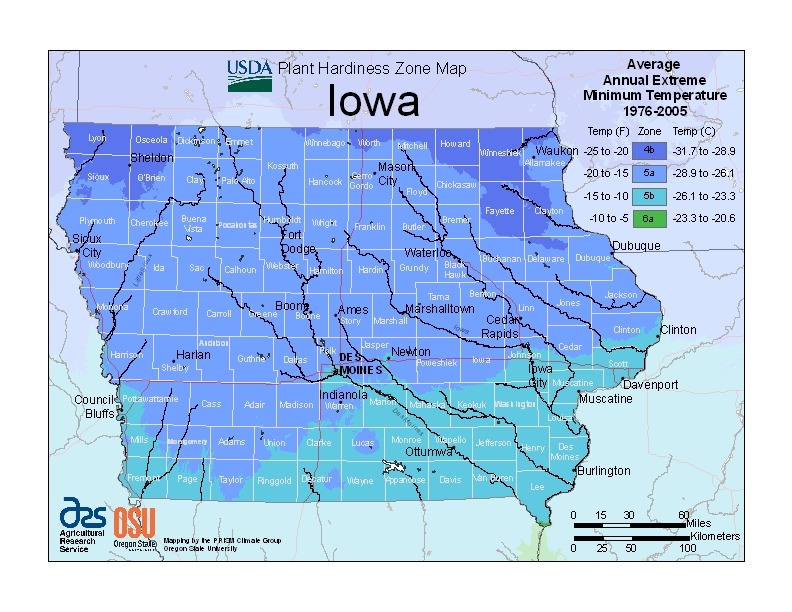 USDA Plant Hardiness Zone Map
Iowa
Average
Annual Extreme
Minimum Temperature
1976-2005
Temp (F) Zone Temp (C)
-25 to -20 4b -31.7 to -28.9
-20 to -15 5a -28.9 to -26.1
-15 to -10 5b -26.1 to -23.3
-10 to -5 6a -23.3 to -20.6
Lyon Osceola Dickinson Emmet Winnebago Worth Mitchell Howard Winneshiek Allamakee
Waukon
Sheldon
Sioux O'Brien Clay Palo Alto Kossuth Hancock Cerro Gordo Floyd Chickasaw
Mason City
Fayette Clayton
Plymouth Cherokee Buena Vista Pocahontas Humboldt Wright Franklin Butler Bremer
Sioux City
Fort Dodge
Waterloo
Dubuque
Woodbury Ida Sac Calhoun Webster Hamilton Hardin Grundy Black Hawk Buchanan Delaware Dubuque
Monona Crawford Carroll Greene Boone Story Marshall Tama Benton Linn Jones Jackson
Boone
Ames
Marshalltown
Cedar Rapids
Iowa
Clinton
Clinton
Harrison Shelby Audubon Guthrie Dallas Polk Jasper Poweshiek Iowa Johnson Cedar Scott
Harlan
DES MOINES
Newton
Iowa City
Davenport
Muscatine
Council Bluffs
Pottawattamie Cass Adair Madison Warren Marion Mahaska Keokuk Washington Muscatine Louisa
Indianola
Des Moines
Mills Montgomery Adams Union Clarke Lucas Monroe Wapello Jefferson Henry Des Moines
Ottumwa
Burlington
Fremont Page Taylor Ringgold Decatur Wayne Appanoose Davis Van Buren Lee
ars
Agricultural
Research
Service
OSU
Oregon State
Mapping by the PRISM Climate Group
Oregon State University
0 15 30 60
Miles
Kilometers
0 25 50 100